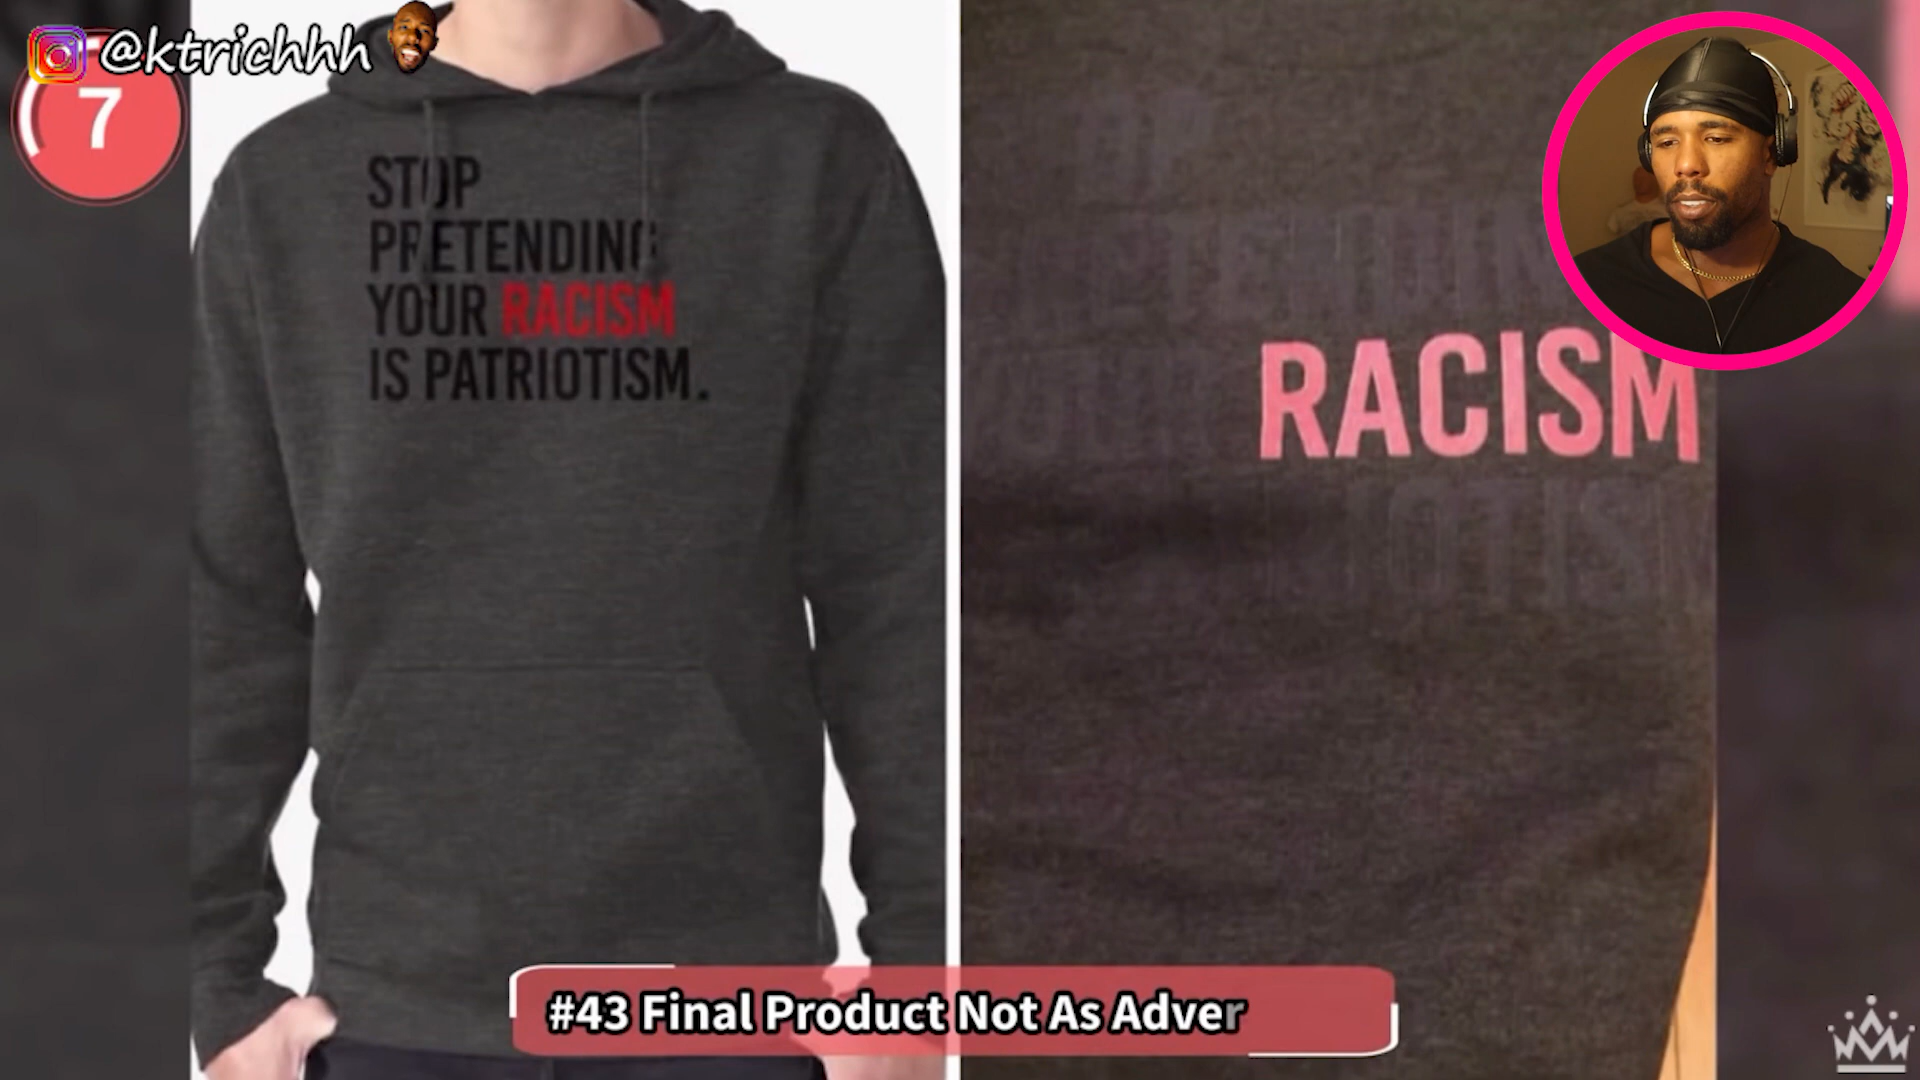 @ktrichhh
7
STOP
PRETENDING
YOUR RACISM
IS PATRIOTISM.
RACISM
#43 Final Product Not As Adver